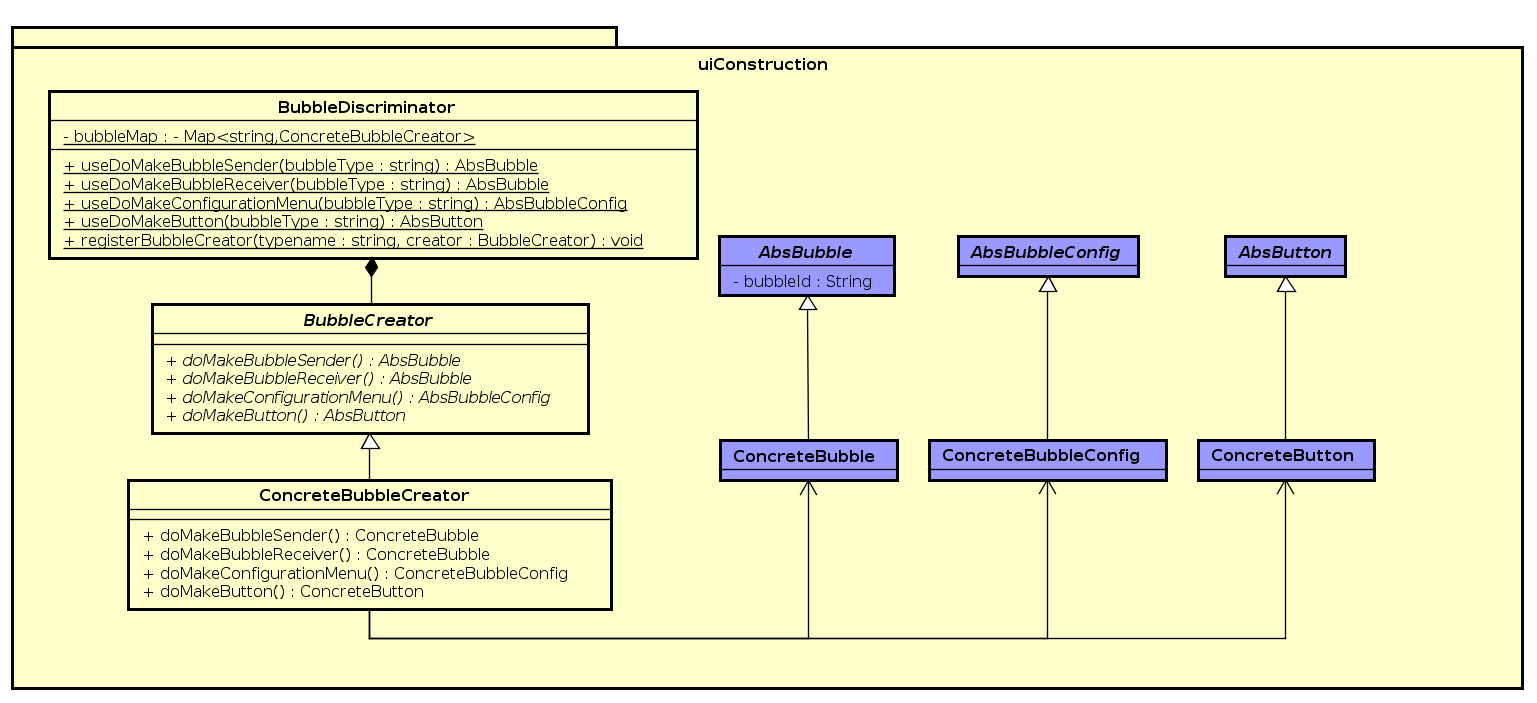 uiConstruction
BubbleDiscriminator
- bubbleMap : - Map<string,ConcreteBubbleCreator>
+ useDoMakeBubbleSender(bubbleType : string) : AbsBubble
+ useDoMakeBubbleReceiver(bubbleType : string) : AbsBubble
+ useDoMakeConfigurationMenu(bubbleType : string) : AbsBubbleConfig
+ useDoMakeButton(bubbleType : string) : AbsButton
+ registerBubbleCreator(typename : string, creator : BubbleCreator) : void
BubbleCreator
+ doMakeBubbleSender() : AbsBubble
+ doMakeBubbleReceiver() : AbsBubble
+ doMakeConfigurationMenu() : AbsBubbleConfig
+ doMakeButton() : AbsButton
ConcreteBubbleCreator
+ doMakeBubbleSender() : ConcreteBubble
+ doMakeBubbleReceiver() : ConcreteBubble
+ doMakeConfigurationMenu() : ConcreteBubbleConfig
+ doMakeButton() : ConcreteButton
AbsBubble
- bubbleId : String
AbsBubbleConfig
AbsButton
ConcreteBubble
ConcreteBubbleConfig
ConcreteButton